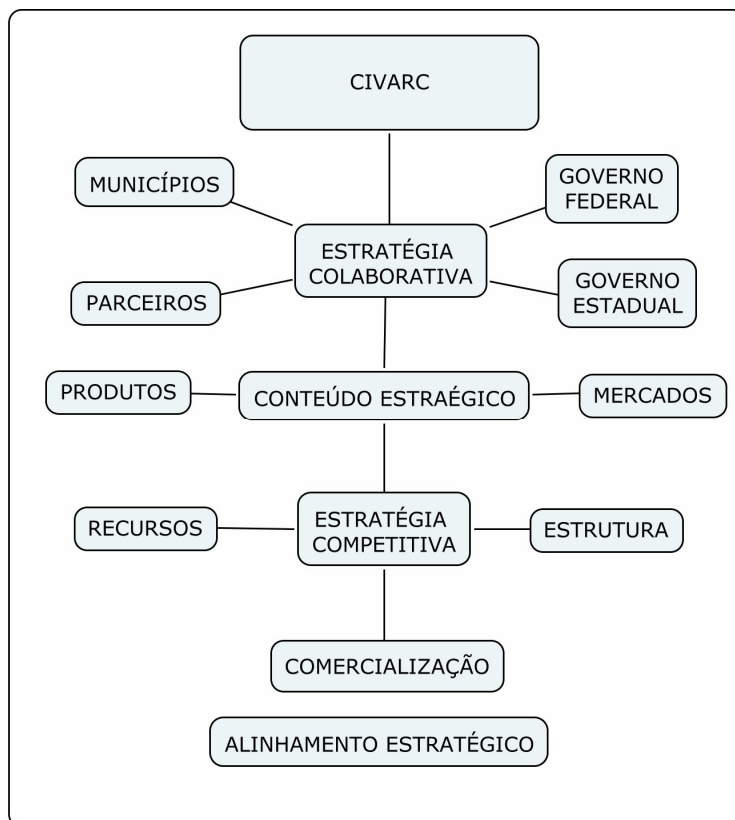 CIVARC
MUNICÍPIOS
GOVERNO
FEDERAL
ESTRATÉGIA
COLABORATIVA
PARCEIROS
GOVERNO
ESTADUAL
PRODUTOS
CONTEÚDO ESTRAÉGICO
MERCADOS
RECURSOS
ESTRATÉGIA
COMPETITIVA
ESTRUTURA
COMERCIALIZAÇÃO
ALINHAMENTO ESTRATÉGICO